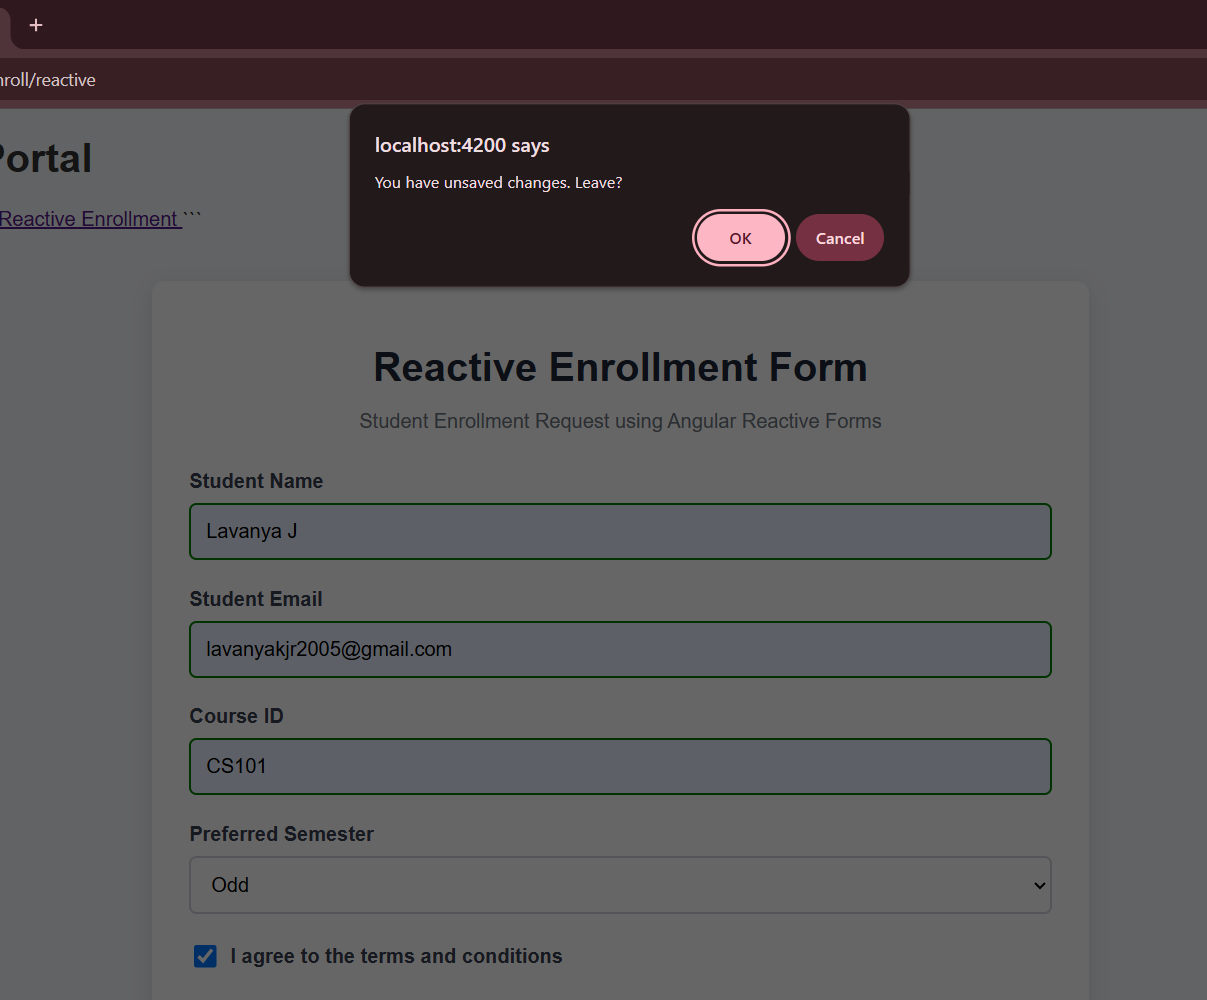 +
nroll/reactive
localhost:4200 says
You have unsaved changes. Leave?
OK Cancel
Portal
Reactive Enrollment ```
Reactive Enrollment Form
Student Enrollment Request using Angular Reactive Forms
Student Name
Lavanya J
Student Email
lavanyakjr2005@gmail.com
Course ID
CS101
Preferred Semester
Odd
I agree to the terms and conditions